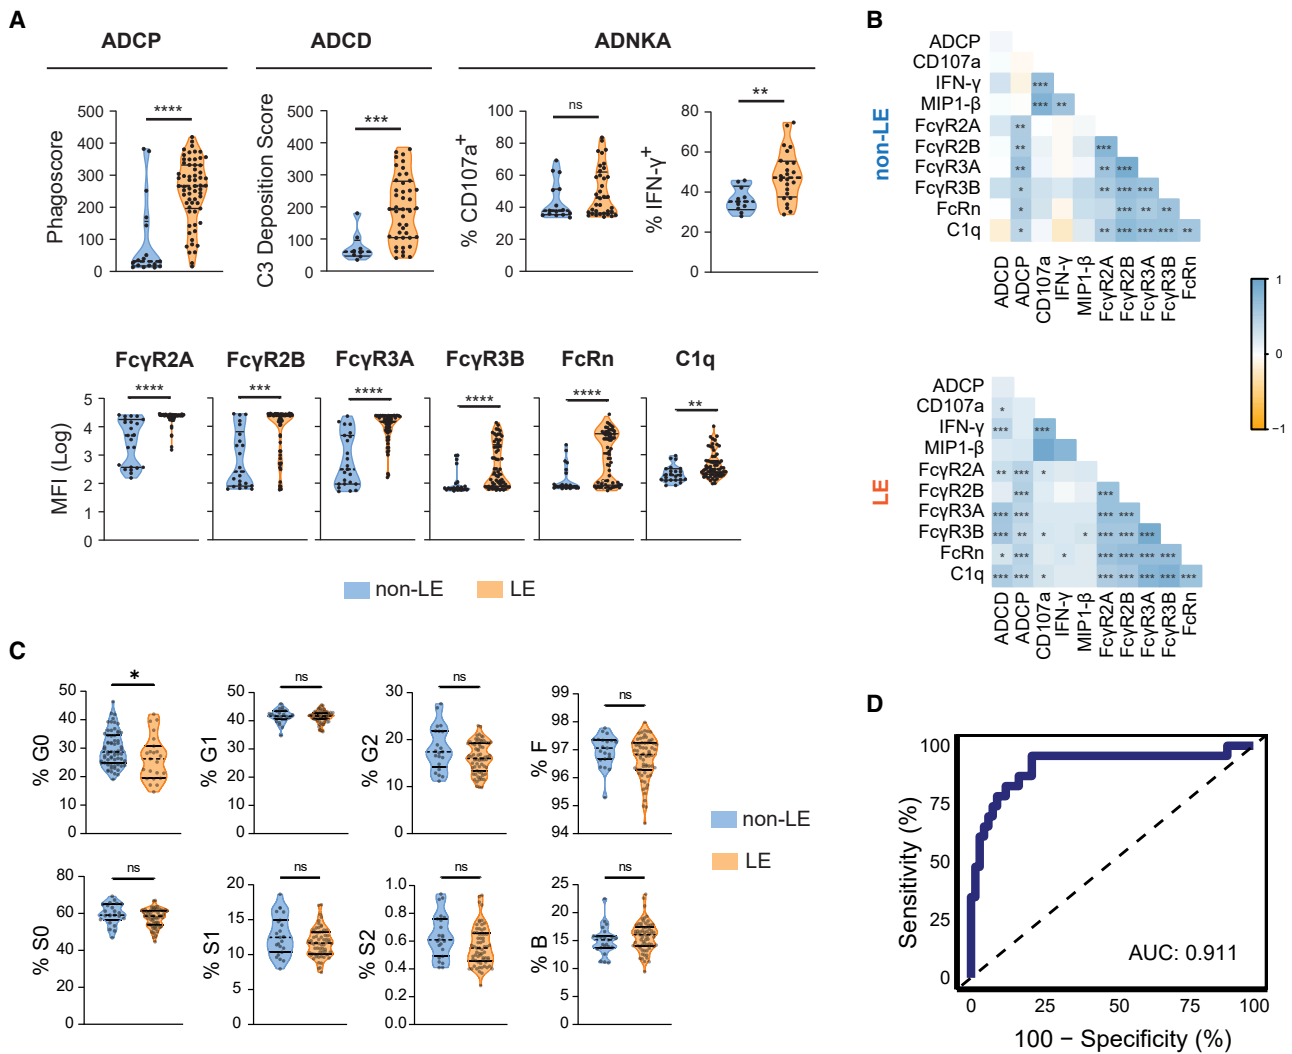 A
ADCP
ADCD
ADNKA
Phagoscore
500
400
300
200
100
0
****
C3 Deposition Score
500
400
300
200
100
0
***
% CD107a+
100
80
60
40
20
0
ns
% IFN-γ+
80
60
40
20
0
**
FcγR2A
FcγR2B
FcγR3A
FcγR3B
FcRn
C1q
****
***
****
****
****
**
MFI (Log)
5
4
3
2
1
0
non-LE
LE
B
non-LE
ADCP
CD107a
IFN-γ ***
MIP1-β *** **
FcγR2A **
FcγR2B ** ***
FcγR3A ** ** ***
FcγR3B * ** *** ***
FcRn * *** ** **
C1q * ** *** *** *** **
ADCD
ADCP
CD107a
IFN-γ
MIP1-β
FcγR2A
FcγR2B
FcγR3A
FcγR3B
FcRn
1
0
−1
LE
ADCP
CD107a *
IFN-γ *** ***
MIP1-β
FcγR2A ** *** *
FcγR2B *** ***
FcγR3A *** *** *** ***
FcγR3B *** ** * * *** *** ***
FcRn * *** * *** *** *** ***
C1q *** *** * *** *** *** *** ***
ADCD
ADCP
CD107a
IFN-γ
MIP1-β
FcγR2A
FcγR2B
FcγR3A
FcγR3B
FcRn
C
% G0
50
40
30
20
10
0
*
% G1
50
40
30
20
10
0
ns
% G2
30
20
10
0
ns
% F
99
98
97
96
95
94
ns
non-LE
LE
% S0
80
60
40
20
0
ns
% S1
20
15
10
5
0
ns
% S2
1.0
0.8
0.6
0.4
0.2
0.0
ns
% B
25
20
15
10
5
0
ns
D
Sensitivity (%)
100
75
50
25
0
AUC: 0.911
0 25 50 75 100
100 − Specificity (%)